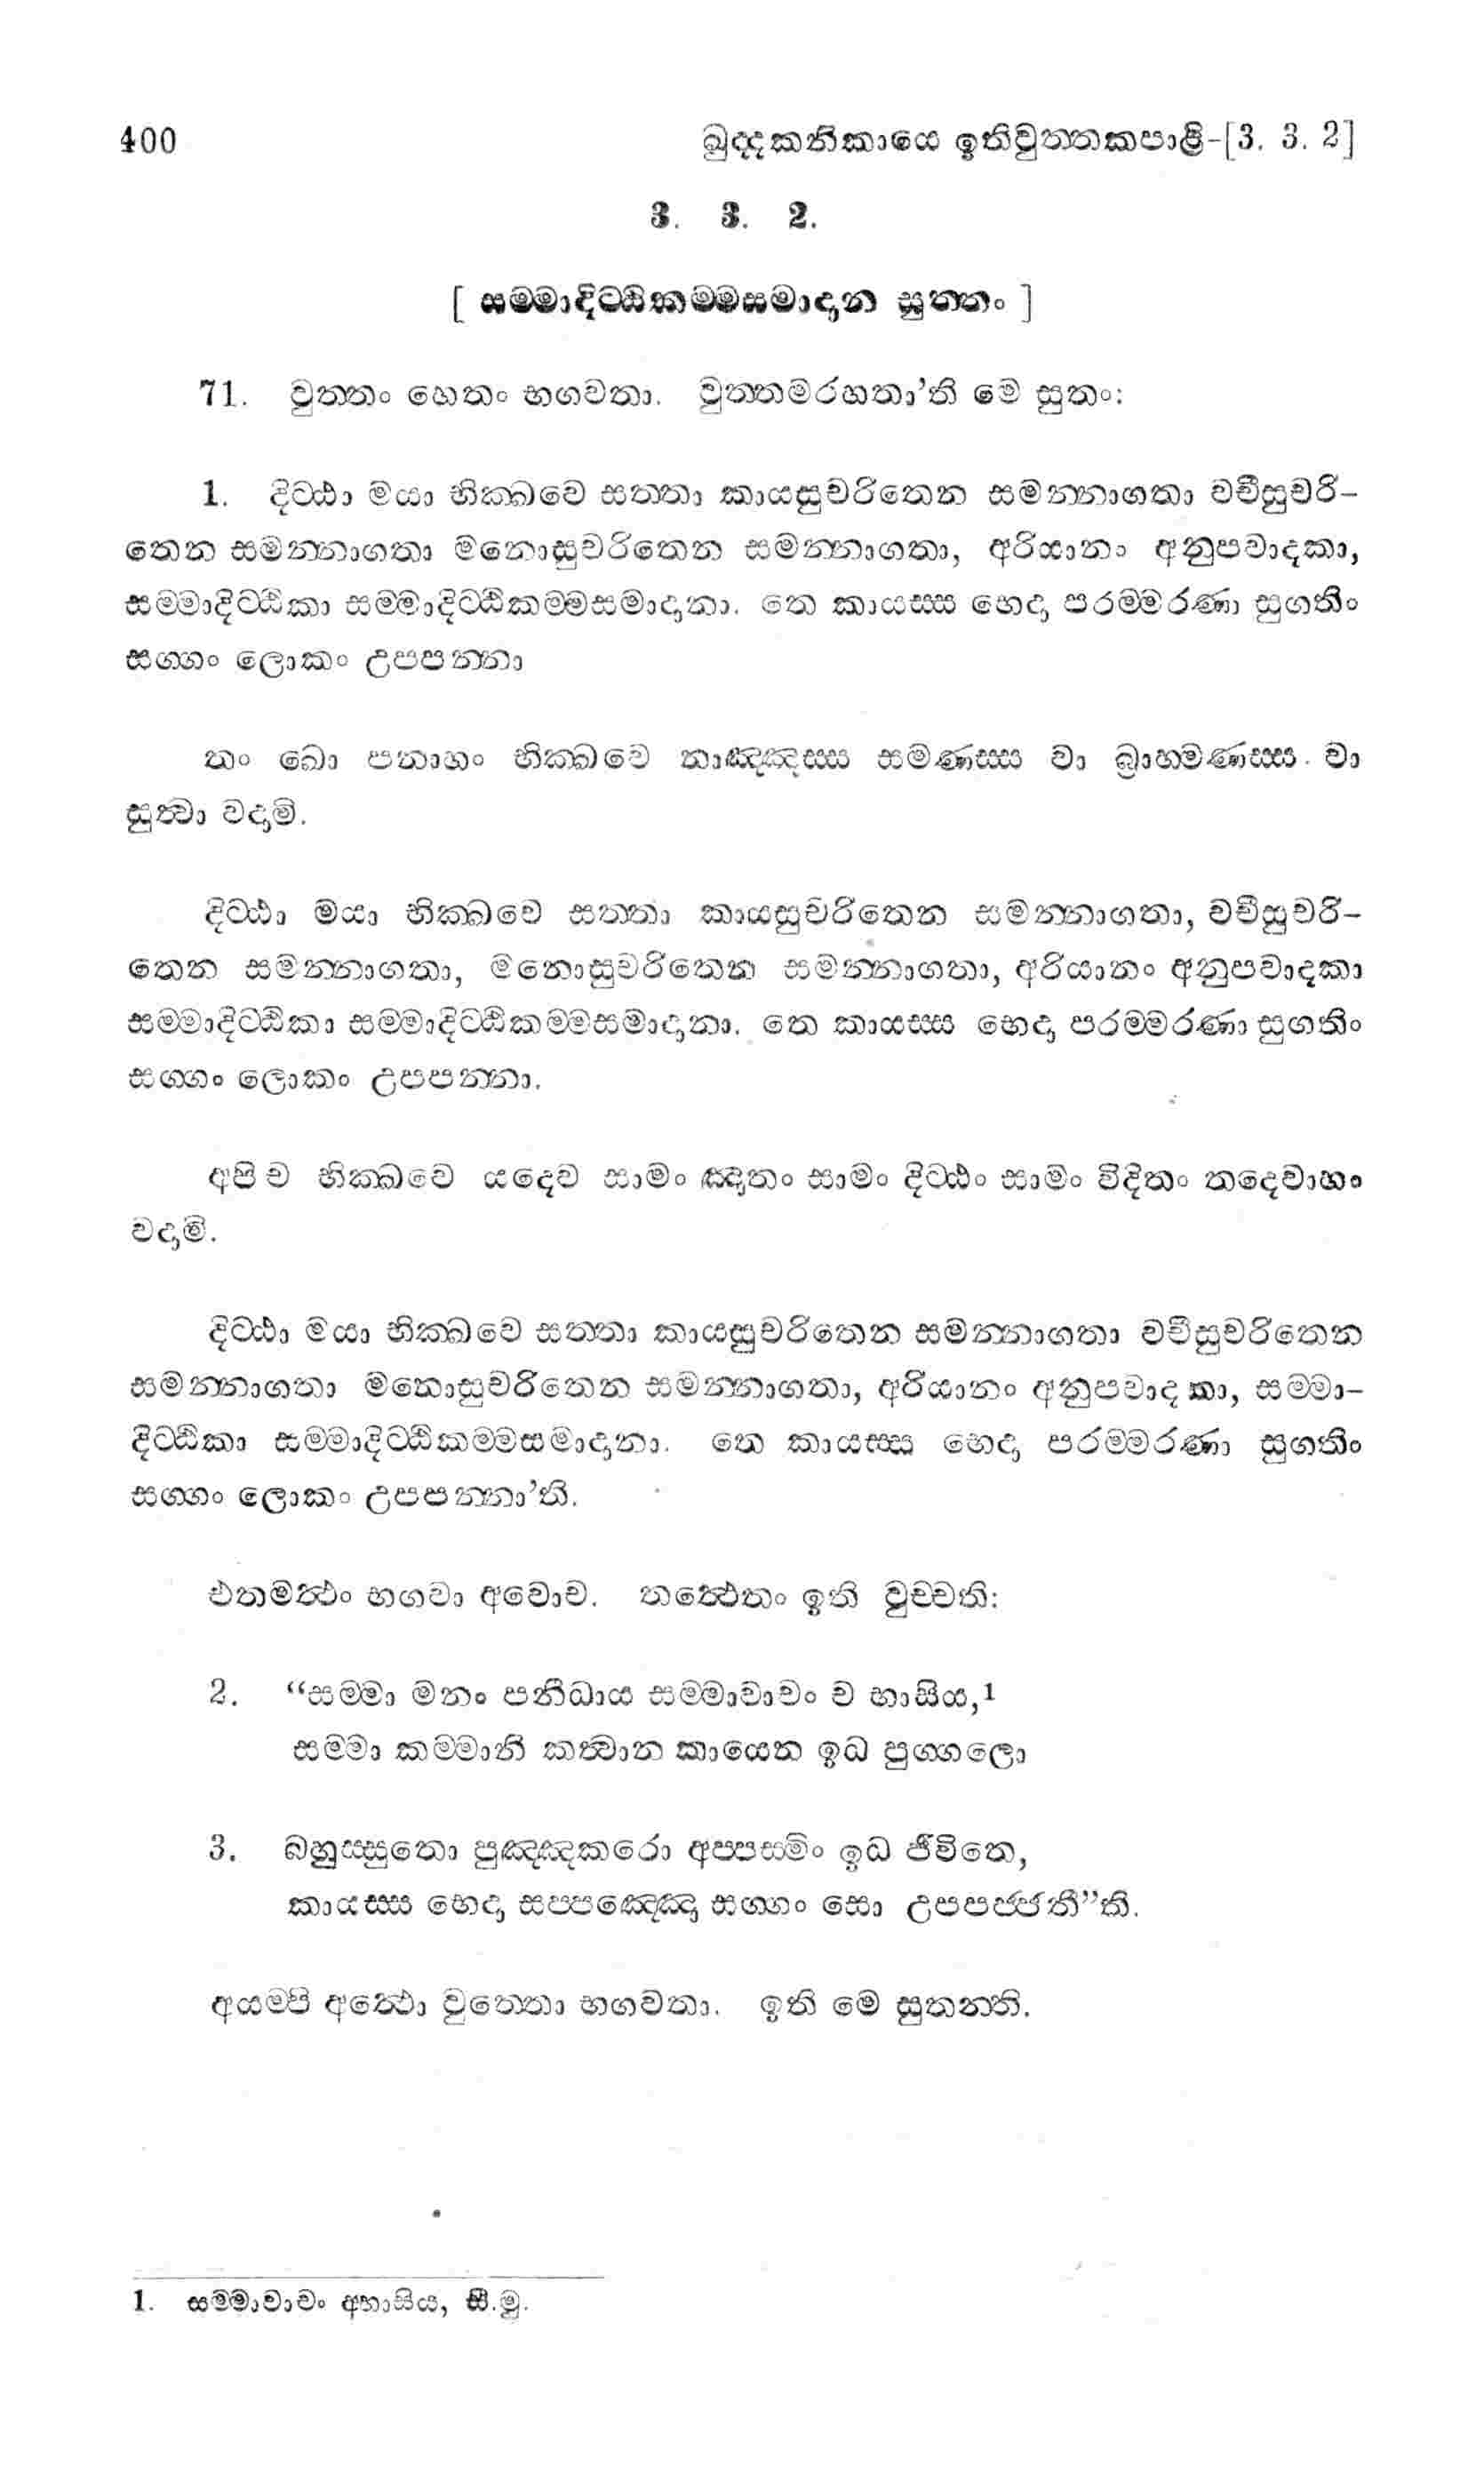 400 ඛුද්දකනිකායෙ ඉතිවුත්තකපාළි-[3. 3. 2]
3. 3. 2.
[ සම්මාදිට්ඨිකම්මසමාදාන සුත්තං ]
71. වුත්තං හෙතං භගවතා. වුත්තමරහතා’ති මෙ සුතං:
1. දිට්ඨා මයා භික්ඛවෙ සත්තා කායසුචරිතෙන සමන්නාගතා වචීසුචරි-
තෙන සමන්නාගතා මනොසුචරිතෙන සමන්නාගතා, අරියානං අනුපවාදකා,
සම්මාදිට්ඨිකා සම්මාදිට්ඨිකම්මසමාදානා. තෙ කායස්ස භෙදා පරම්මරණා සුගතිං
සග්ගං ලොකං උපපන්නා
තං ඛො පනාහං භික්ඛවෙ නාඤ්ඤස්ස සමණස්ස වා බ්‍රාහ්මණස්ස වා
සුත්වා වදාමි.
දිට්ඨා මයා භික්ඛවෙ සත්තා කායසුචරිතෙන සමන්නාගතා, වචීසුචරි-
තෙන සමන්නාගතා, මනොසුචරිතෙන සමන්නාගතා, අරියානං අනුපවාදකා
සම්මාදිට්ඨිකා සම්මාදිට්ඨිකම්මසමාදානා. තෙ කායස්ස භෙදා පරම්මරණා සුගතිං
සග්ගං ලොකං උපපන්නා.
අපි ච භික්ඛවෙ යදෙව සාමං ඤාතං සාමං දිට්ඨං සාමං විදිතං තදෙවාහං
වදාමි.
දිට්ඨා මයා භික්ඛවෙ සත්තා කායසුචරිතෙන සමන්නාගතා වචීසුචරිතෙන
සමන්නාගතා මනොසුචරිතෙන සමන්නාගතා, අරියානං අනුපවාදකා, සම්මා-
දිට්ඨිකා සම්මාදිට්ඨිකම්මසමාදානා. තෙ කායස්ස භෙදා පරම්මරණා සුගතිං
සග්ගං ලොකං උපපන්නා’ති.
එතමත්ථං භගවා අවොච. තත්ථෙතං ඉති වුච්චති:
2. “සම්මා මනං පනීධාය සම්මාවාචං ච භාසිය,1
සම්මා කම්මානි කත්වාන කායෙන ඉධ පුග්ගලො
3. බහුස්සුතො පුඤ්ඤකරො අප්පස්මිං ඉධ ජීවිතෙ,
කායස්ස භෙදා සප්පඤ්ඤො සග්ගං සො උපපජ්ජතී”ති.
අයම්පි අත්ථො වුත්තො භගවතා. ඉති මෙ සුතන්ති.
1. සම්මාවාචං අභාසිය, සී.මු.